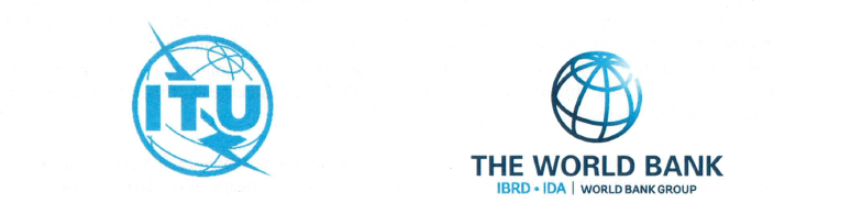 ITU
THE WORLD BANK
IBRD • IDA | WORLD BANK GROUP